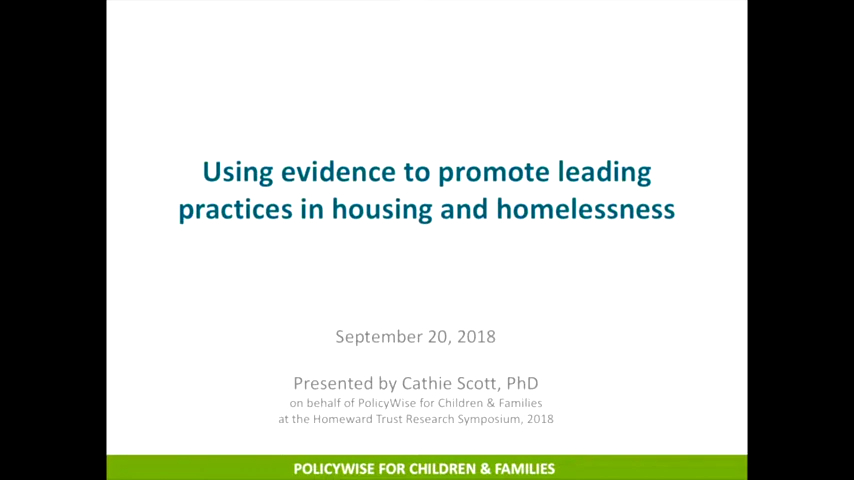 Using evidence to promote leading
practices in housing and homelessness
September 20, 2018
Presented by Cathie Scott, PhD
on behalf of PolicyWise for Children & Families
at the Homeward Trust Research Symposium, 2018
POLICYWISE FOR CHILDREN & FAMILIES